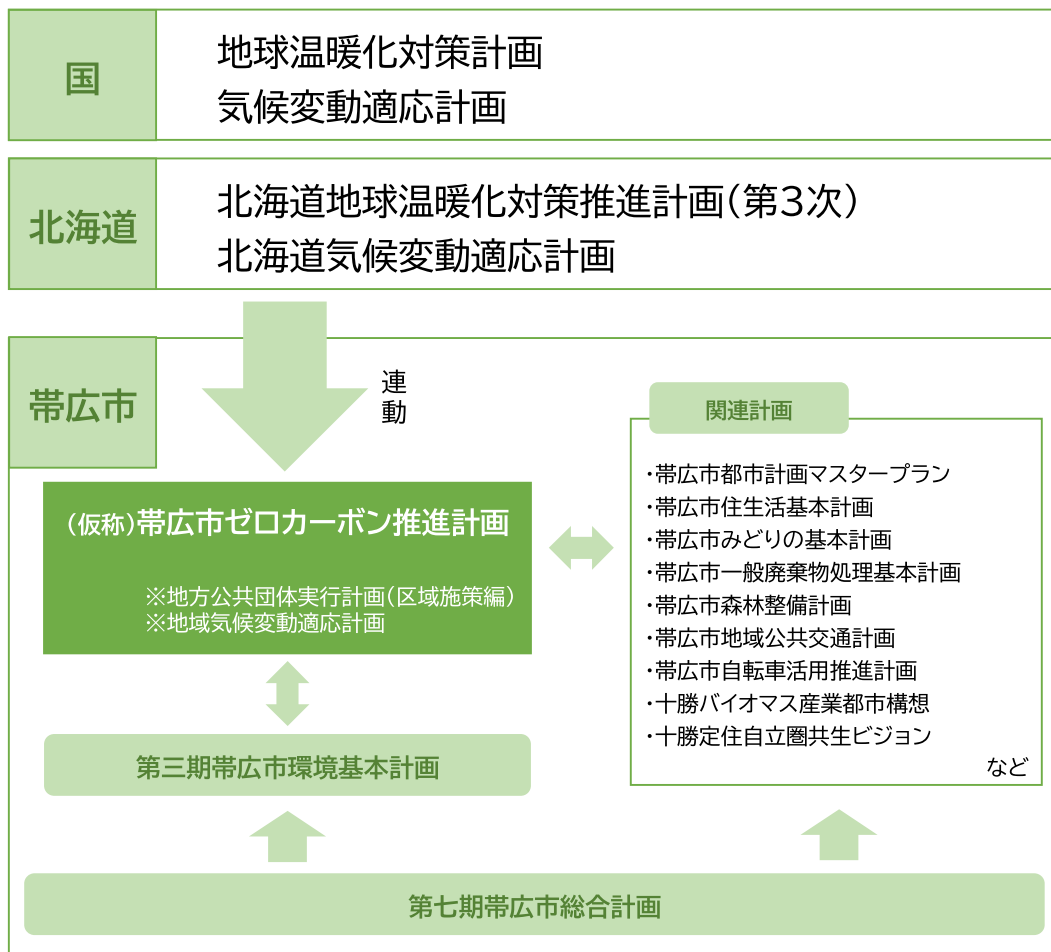 国
地球温暖化対策計画
気候変動適応計画
北海道
北海道地球温暖化対策推進計画(第3次)
北海道気候変動適応計画
連動
帯広市
(仮称)帯広市ゼロカーボン推進計画
※地方公共団体実行計画(区域施策編)
※地域気候変動適応計画
関連計画
・帯広市都市計画マスタープラン
・帯広市住生活基本計画
・帯広市みどりの基本計画
・帯広市一般廃棄物処理基本計画
・帯広市森林整備計画
・帯広市地域公共交通計画
・帯広市自転車活用推進計画
・十勝バイオマス産業都市構想
・十勝定住自立圏共生ビジョン
など
第三期帯広市環境基本計画
第七期帯広市総合計画